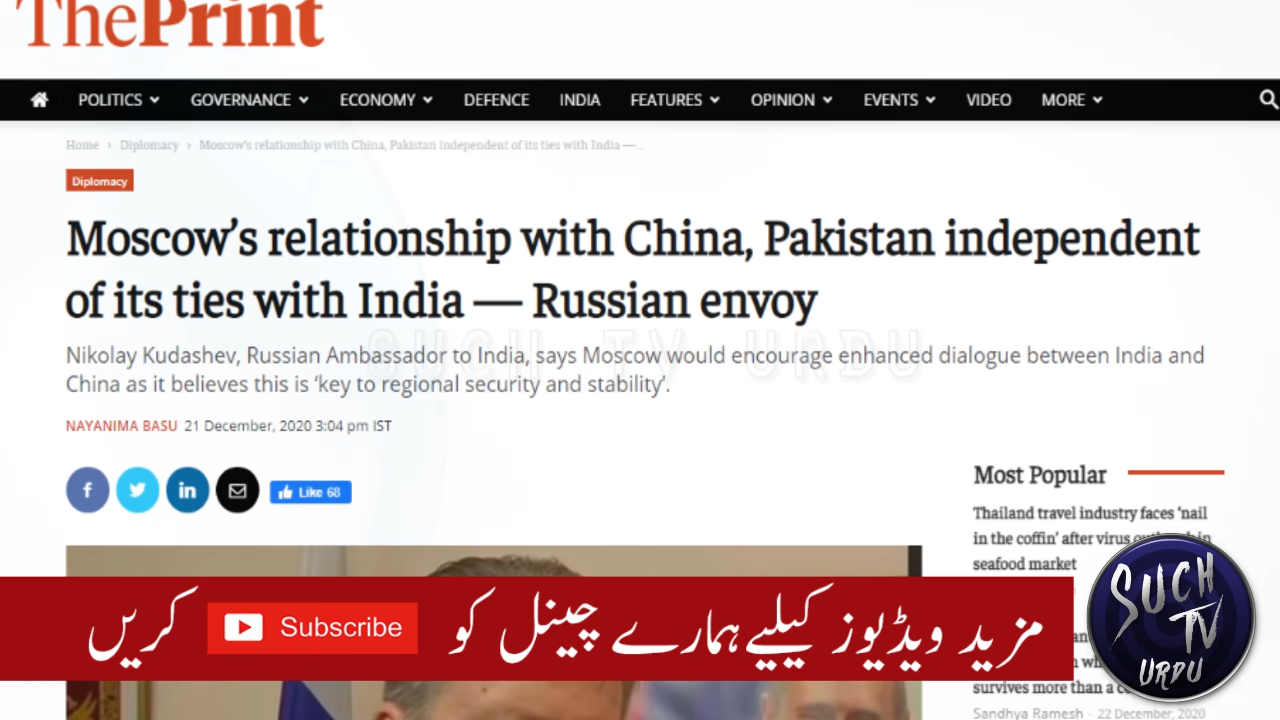 ThePrint
POLITICS GOVERNANCE ECONOMY DEFENCE INDIA FEATURES OPINION EVENTS VIDEO MORE
Home › Diplomacy › Moscow's relationship with China, Pakistan independent of its ties with India —...
Diplomacy
Moscow's relationship with China, Pakistan independent
of its ties with India — Russian envoy
SUCH TV URDU
Nikolay Kudashev, Russian Ambassador to India, says Moscow would encourage enhanced dialogue between India and
China as it believes this is 'key to regional security and stability'.
NAYANIMA BASU 21 December, 2020 3:04 pm IST
f in Like 68
Most Popular
Thailand travel industry faces 'nail
in the coffin' after virus in
seafood market
مزید ویڈیوز کیلیے ہمارے چینل کو Subscribe کریں
survives more than a
Sandhya Ramesh - 22 December, 2020
SUCH
TV
URDU